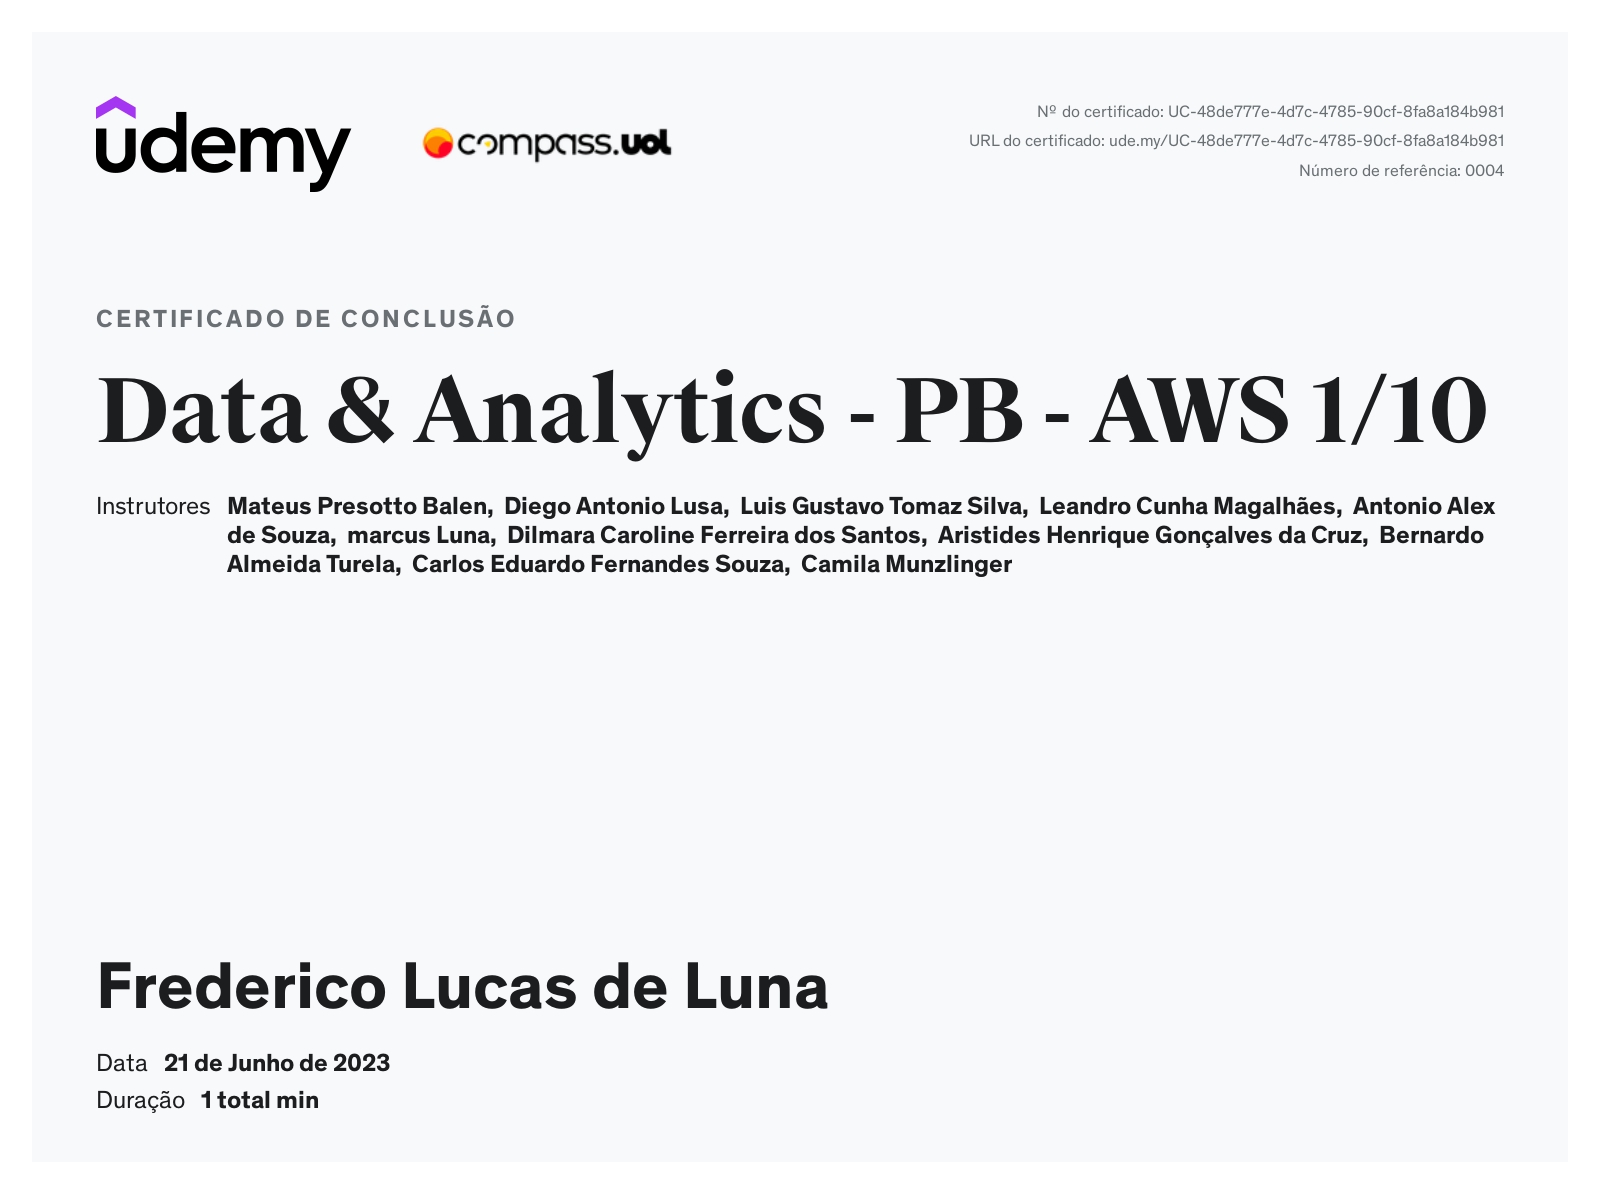 udemy
compass.uol
Nº do certificado: UC-48de777e-4d7c-4785-90cf-8fa8a184b981
URL do certificado: ude.my/UC-48de777e-4d7c-4785-90cf-8fa8a184b981
Número de referência: 0004
CERTIFICADO DE CONCLUSÃO
Data & Analytics - PB - AWS 1/10
Instrutores Mateus Presotto Balen, Diego Antonio Lusa, Luis Gustavo Tomaz Silva, Leandro Cunha Magalhães, Antonio Alex
de Souza, marcus Luna, Dilmara Caroline Ferreira dos Santos, Aristides Henrique Gonçalves da Cruz, Bernardo
Almeida Turela, Carlos Eduardo Fernandes Souza, Camila Munzlinger
Frederico Lucas de Luna
Data 21 de Junho de 2023
Duração 1 total min